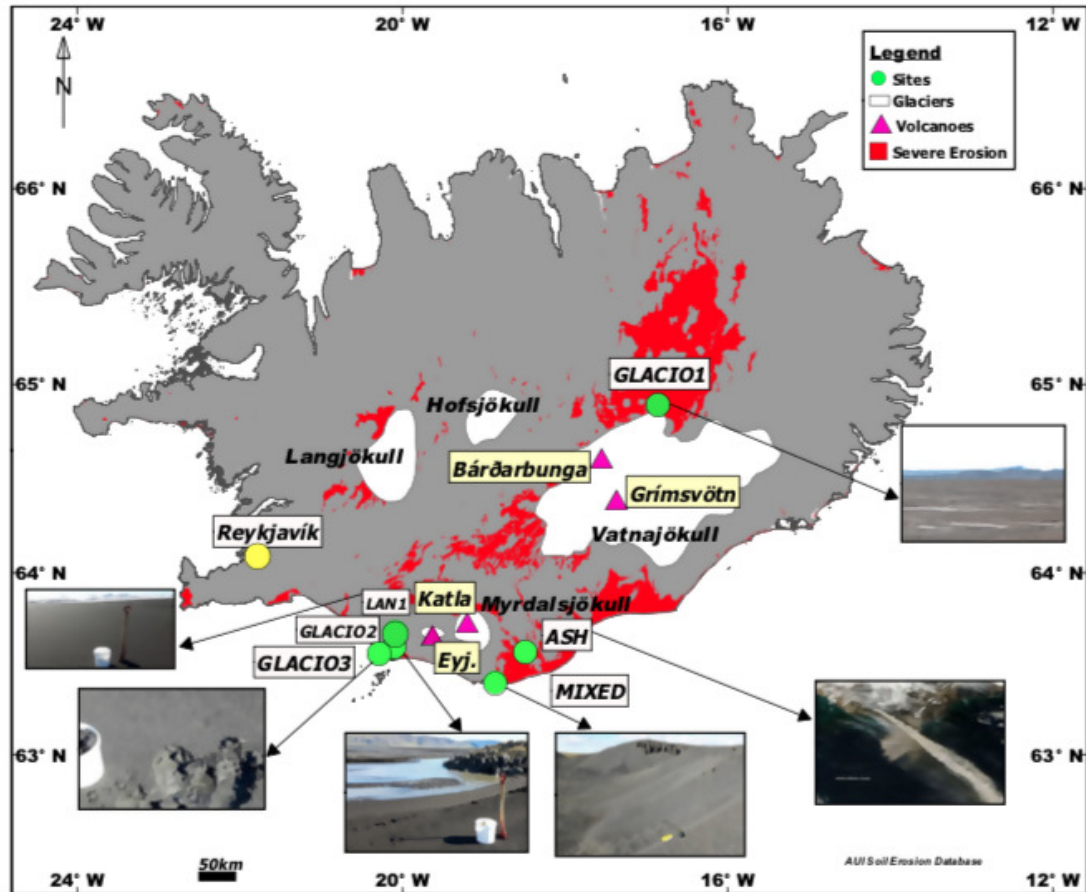 24° W
20° W
16° W
12° W
N
Legend
Sites
Glaciers
Volcanoes
Severe Erosion
66° N
66° N
65° N
65° N
GLACIO1
Hofsjökull
Langjökull
Bárðarbunga
Grímsvötn
Reykjavík
Vatnajökull
64° N
64° N
LAN1
Katla
Myrdalsjökull
GLACIO2
ASH
GLACIO3
Eyj.
MIXED
63° N
63° N
50km
AUI Soil Erosion Database
24° W
20° W
16° W
12° W